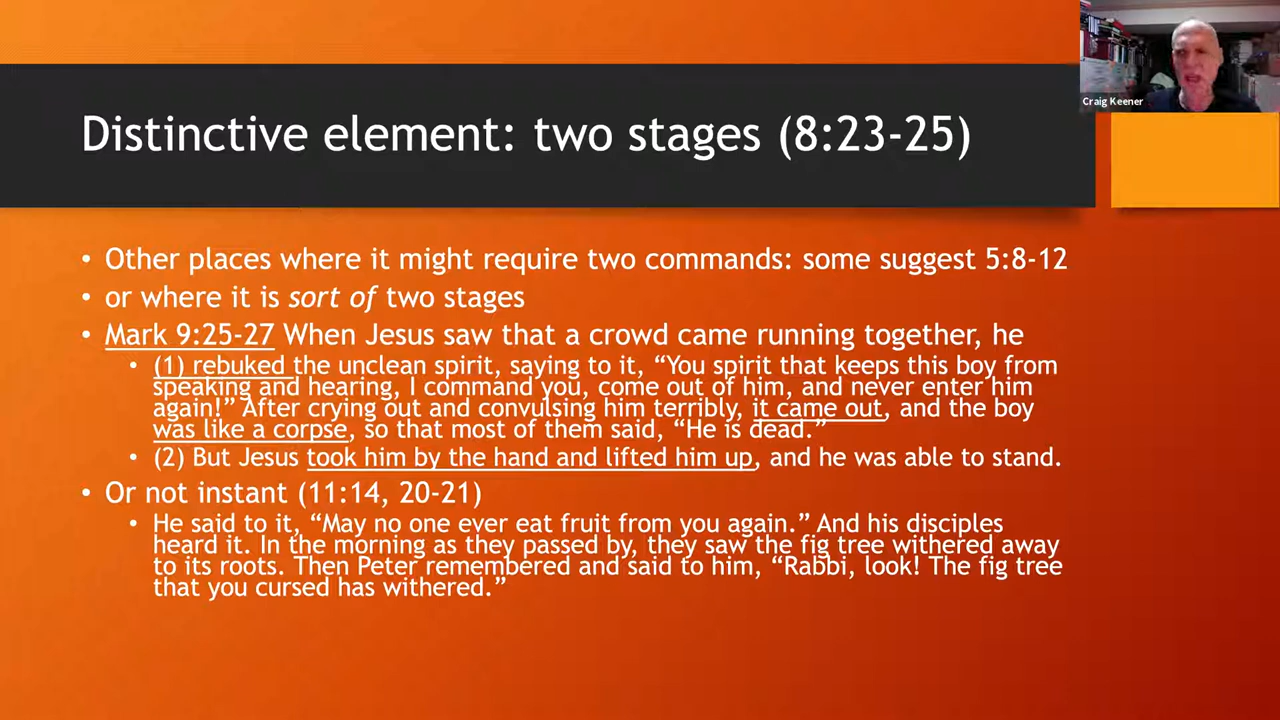 Craig Keener
Distinctive element: two stages (8:23-25)
• Other places where it might require two commands: some suggest 5:8-12
• or where it is sort of two stages
• Mark 9:25-27 When Jesus saw that a crowd came running together, he
• (1) rebuked the unclean spirit, saying to it, “You spirit that keeps this boy from
speaking and hearing, I command you, come out of him, and never enter him
again!” After crying out and convulsing him terribly, it came out, and the boy
was like a corpse, so that most of them said, “He is dead.”
• (2) But Jesus took him by the hand and lifted him up, and he was able to stand.
• Or not instant (11:14, 20-21)
• He said to it, “May no one ever eat fruit from you again.” And his disciples
heard it. In the morning as they passed by, they saw the fig tree withered away
to its roots. Then Peter remembered and said to him, “Rabbi, look! The fig tree
that you cursed has withered.”